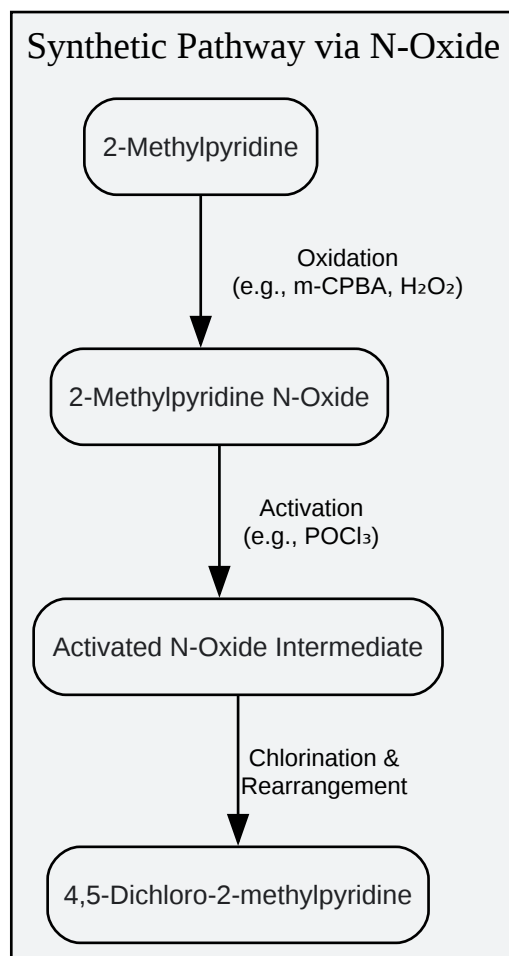 Synthetic Pathway via N-Oxide
2-Methylpyridine
Oxidation
(e.g., m-CPBA, H₂O₂)
2-Methylpyridine N-Oxide
Activation
(e.g., POCl₃)
Activated N-Oxide Intermediate
Chlorination &
Rearrangement
4,5-Dichloro-2-methylpyridine